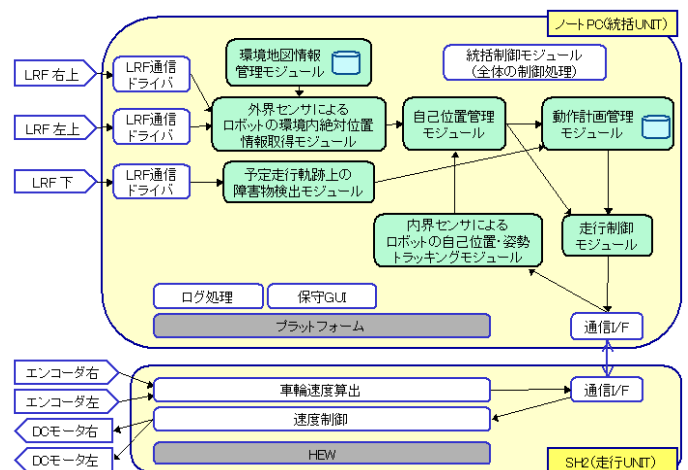 ノートPC(統括UNIT)
環境地図情報
管理モジュール
統括制御モジュール
(全体の制御処理)
LRF 右上
LRF通信
ドライバ
LRF 左上
LRF通信
ドライバ
外界センサによる
ロボットの環境内絶対位置
情報取得モジュール
自己位置管理
モジュール
動作計画管理
モジュール
LRF 下
LRF通信
ドライバ
予定走行軌跡上の
障害物検出モジュール
内界センサによる
ロボットの自己位置・姿勢
トラッキングモジュール
走行制御
モジュール
ログ処理
保守GUI
プラットフォーム
通信I/F
エンコーダ右
エンコーダ左
車輪速度算出
通信I/F
DCモータ右
速度制御
DCモータ左
HEW
SH2(走行UNIT)